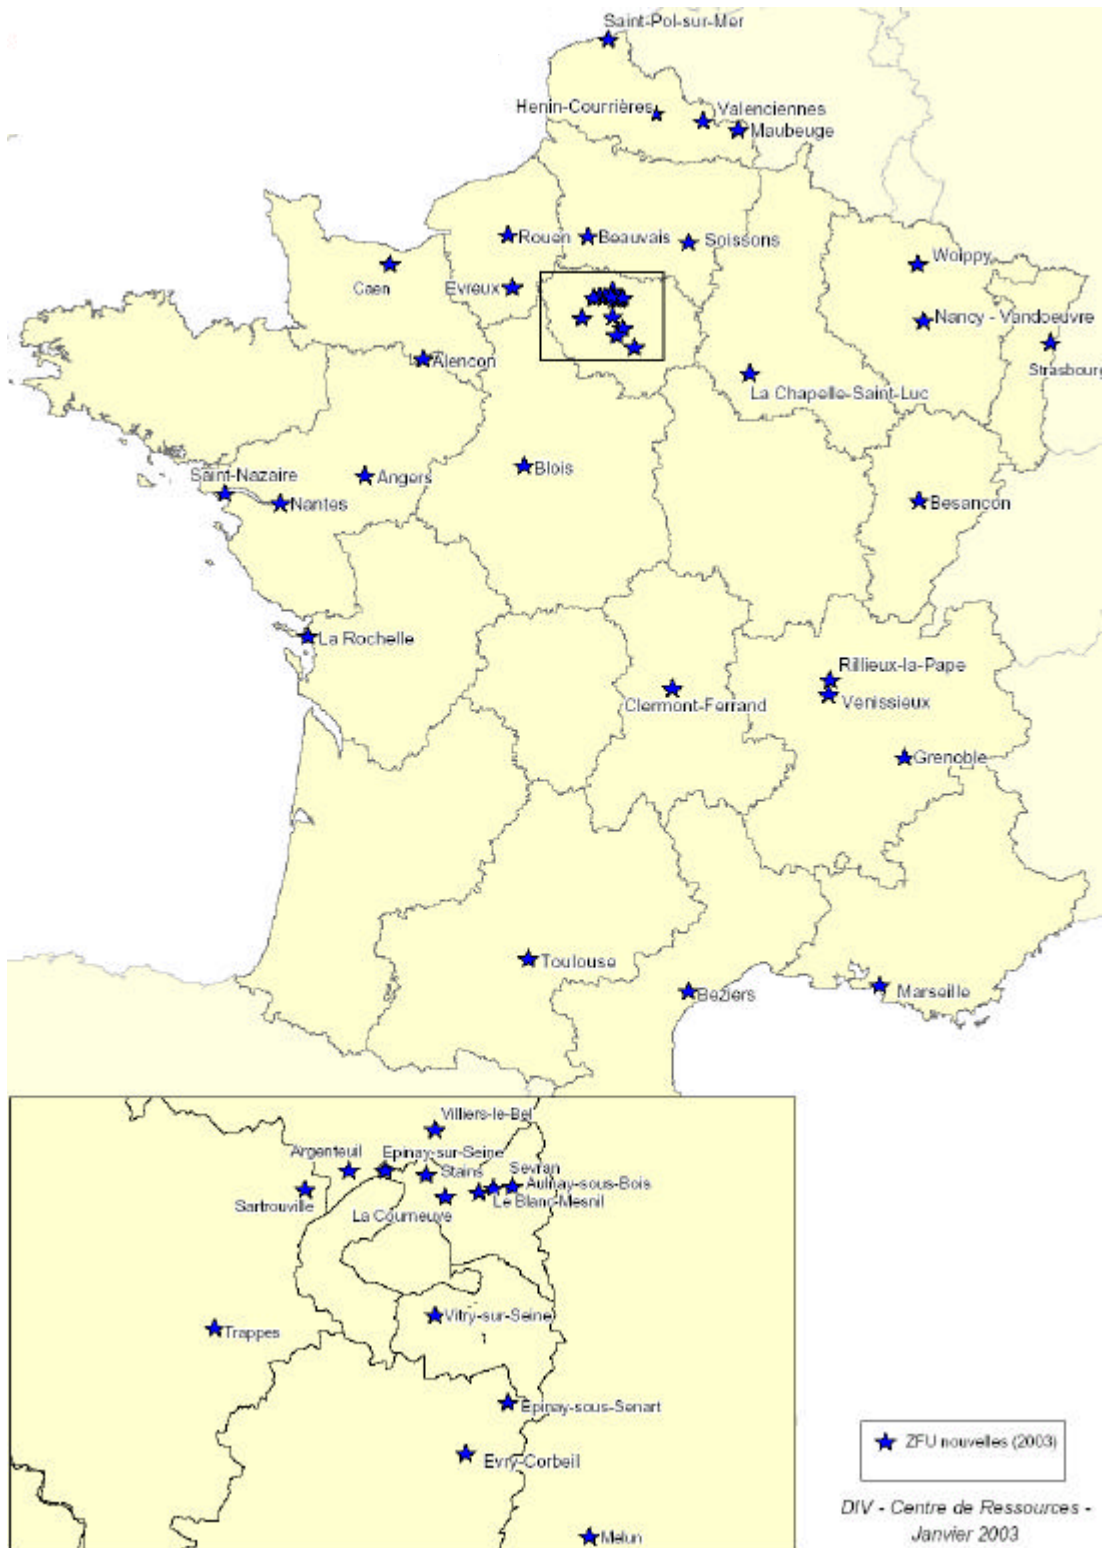 Saint-Pol-sur-Mer
Henin-Courrières
Valenciennes
Maubeuge
Rouen
Beauvais
Soissons
Caen
Evreux
Woippy
Nancy - Vandoeuvre
Strasbourg
Alencon
La Chapelle-Saint-Luc
Saint-Nazaire
Angers
Blois
Nantes
Besancon
La Rochelle
Rillieux-la-Pape
Clermont-Ferrand
Venissieux
Grenoble
Toulouse
Beziers
Marseille
Villiers-le-Bel
Argenteuil
Epinay-sur-Seine
Stains
Sevran
Aulnay-sous-Bois
Sartrouville
La Courneuve
Le Blanc-Mesnil
Vitry-sur-Seine
Trappes
Epinay-sous-Senart
Evry-Corbeil
Melun
ZFU nouvelles (2003)
DIV - Centre de Ressources -
Janvier 2003